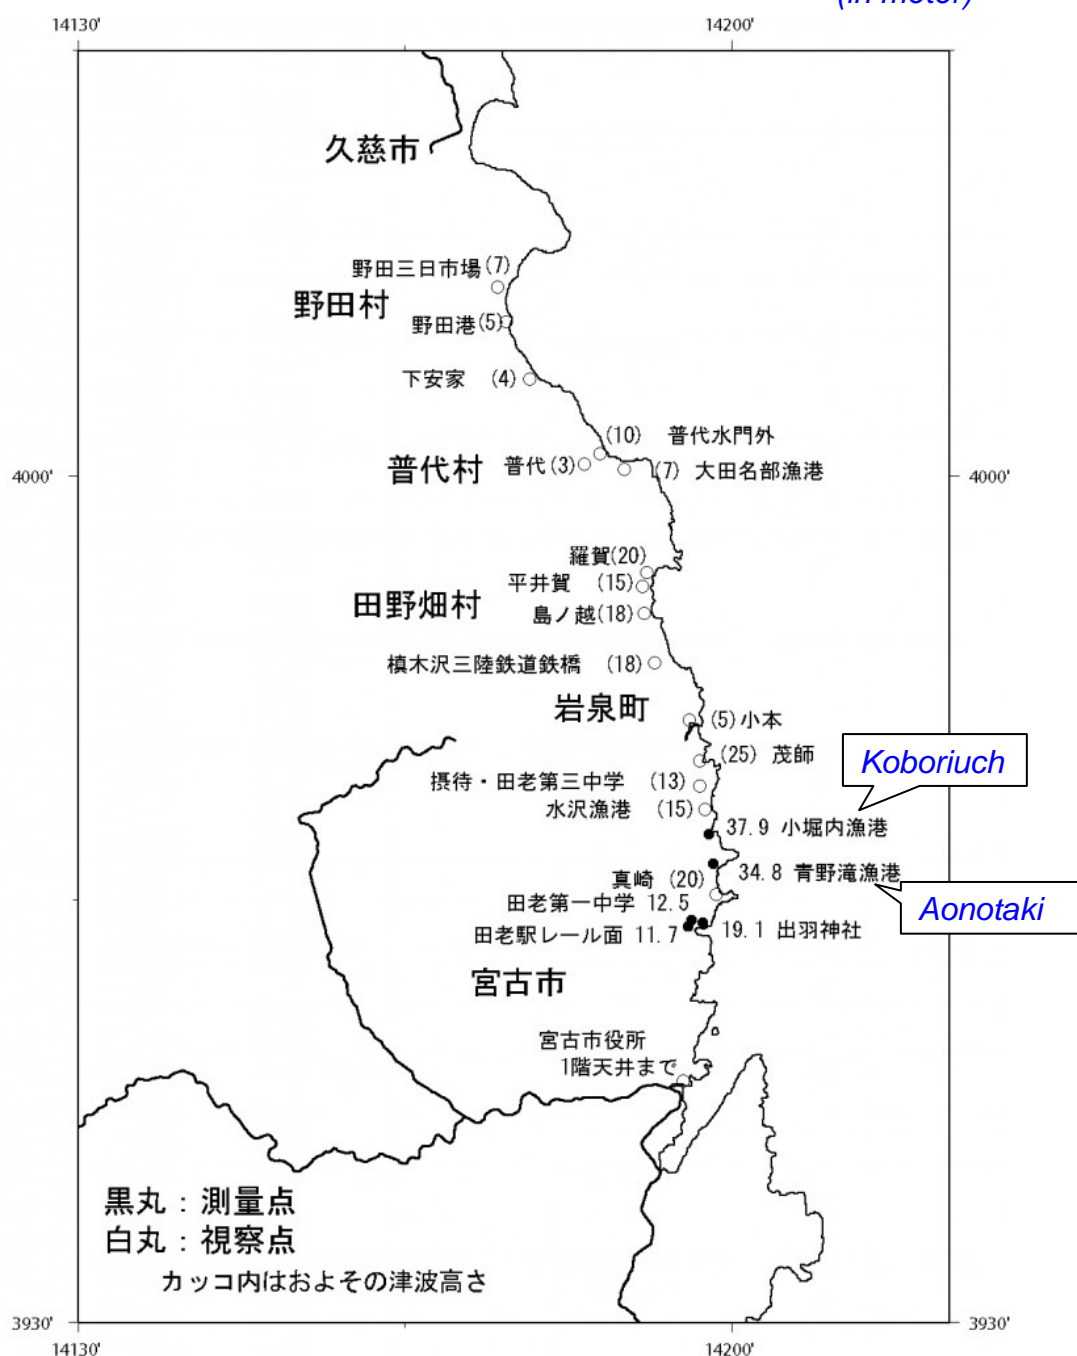 (in meter)
14130' 14200'
久慈市
野田三日市場(7)
野田村
野田港(5)
下安家 (4)
(10) 普代水門外
普代村 普代(3)
(7) 大田名部漁港
4000' 4000'
羅賀(20)
平井賀 (15)
田野畑村
島ノ越(18)
槙木沢三陸鉄道鉄橋 (18)
岩泉町
(5)小本
(25) 茂師
Koboriuch
摂待・田老第三中学 (13)
水沢漁港 (15)
37.9 小堀内漁港
34.8 青野滝漁港
真崎 (20)
Aonotaki
田老第一中学 12.5
19.1 出羽神社
田老駅レール面 11.7
宮古市
宮古市役所
1階天井まで
黒丸：測量点
白丸：視察点
カッコ内はおよその津波高さ
3930' 3930'
14130' 14200'